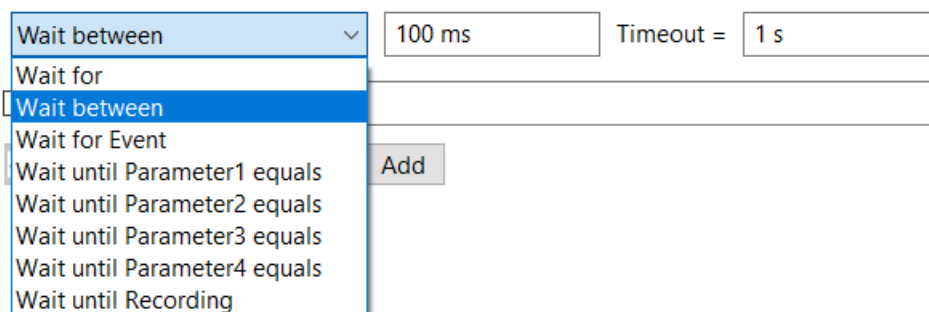 Wait between 100 ms Timeout = 1 s
Wait for
Wait between
Wait for Event
Wait until Parameter1 equals
Add
Wait until Parameter2 equals
Wait until Parameter3 equals
Wait until Parameter4 equals
Wait until Recording